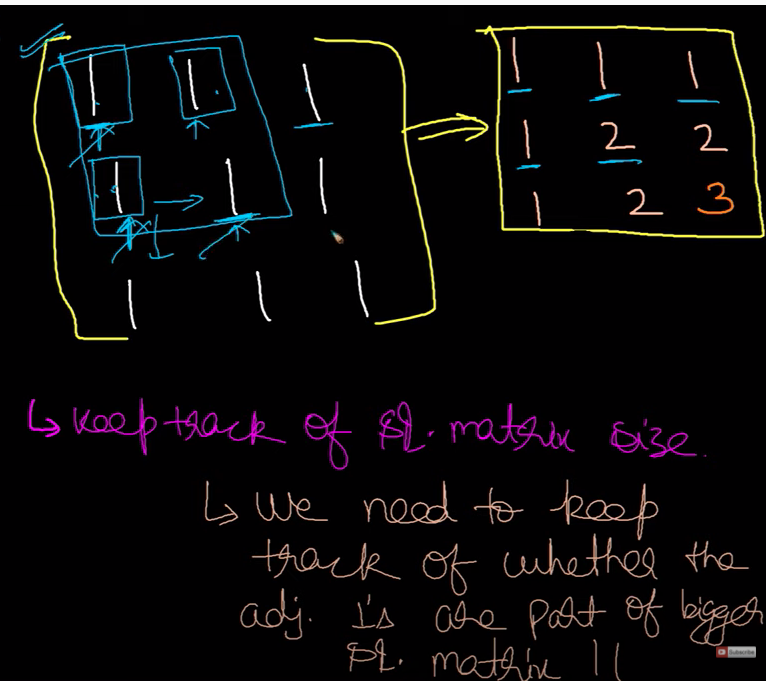 1 1 1
1 1 1
1 1 1
1 1 1
1 2 2
1 2 3
↳ keep track of sq. matrix size.
↳ We need to keep
track of whether the
adj. 1's are part of bigger
sq. matrix !!
Subscribe